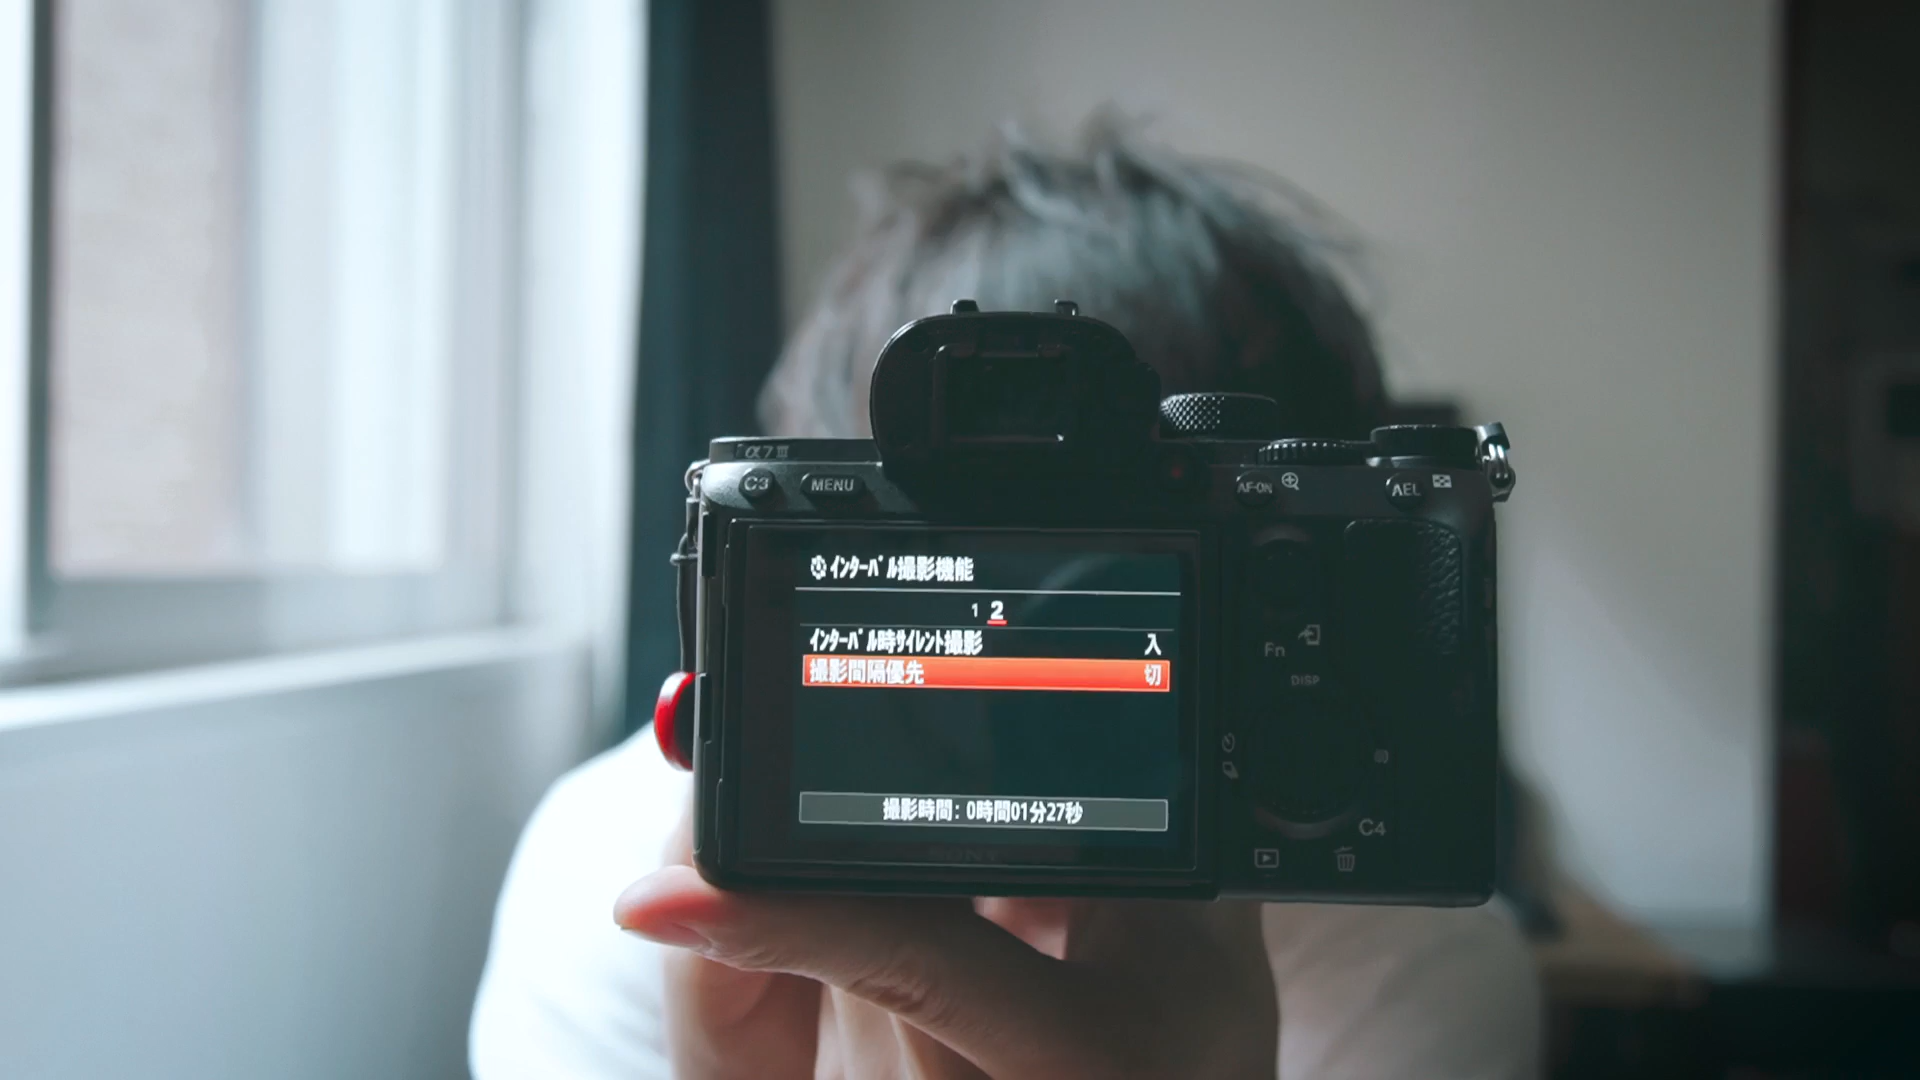 α7III
C3
MENU
AF-ON
AEL
インターバル撮影機能
1 2
インターバル時サイレント撮影 入
撮影間隔優先 切
撮影時間: 0時間01分27秒
SONY
Fn
DISP
C4